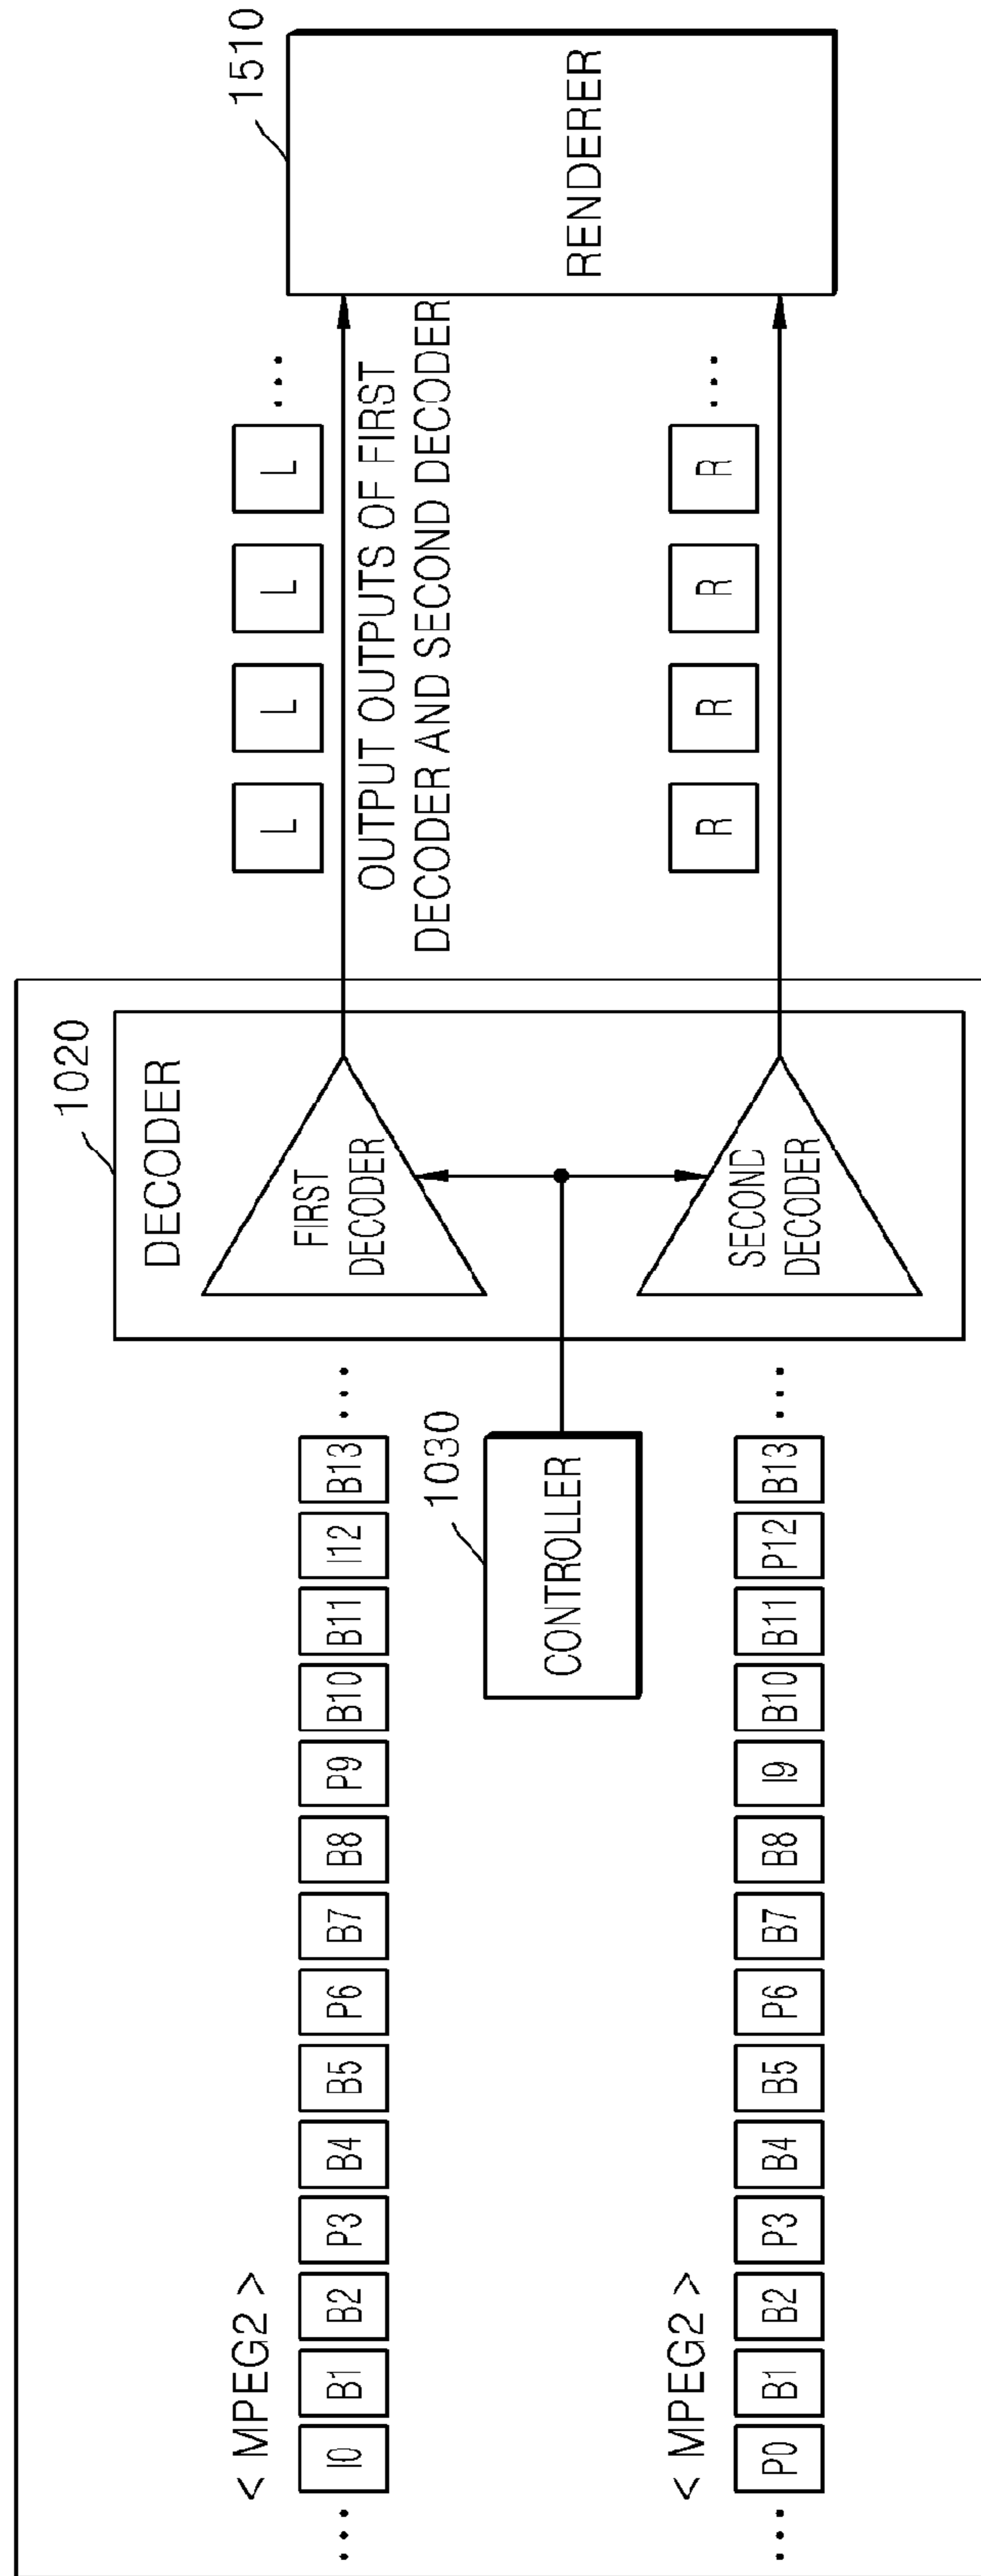 < MPEG2 >
... I0 B1 B2 P3 B4 B5 P6 B7 B8 P9 B10 B11 I12 B13 ...
1030
CONTROLLER
< MPEG2 >
... P0 B1 B2 P3 B4 B5 P6 B7 B8 I9 B10 B11 P12 B13 ...
1020
DECODER
FIRST
DECODER
SECOND
DECODER
L L L L ...
OUTPUT OUTPUTS OF FIRST
DECODER AND SECOND DECODER
R R R R ...
1510
RENDERER